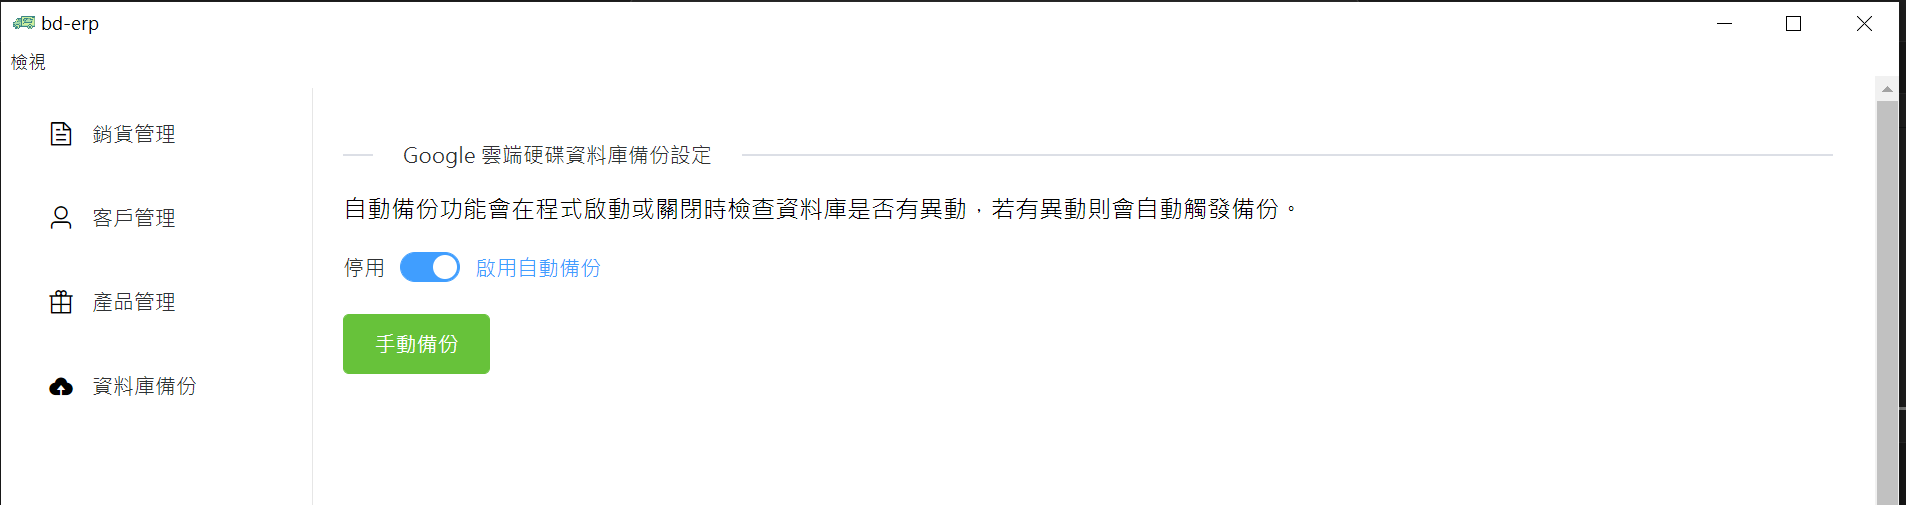 bd-erp
檢視
銷貨管理
客戶管理
產品管理
資料庫備份
Google 雲端硬碟資料庫備份設定
自動備份功能會在程式啟動或關閉時檢查資料庫是否有異動，若有異動則會自動觸發備份。
停用 啟用自動備份
手動備份